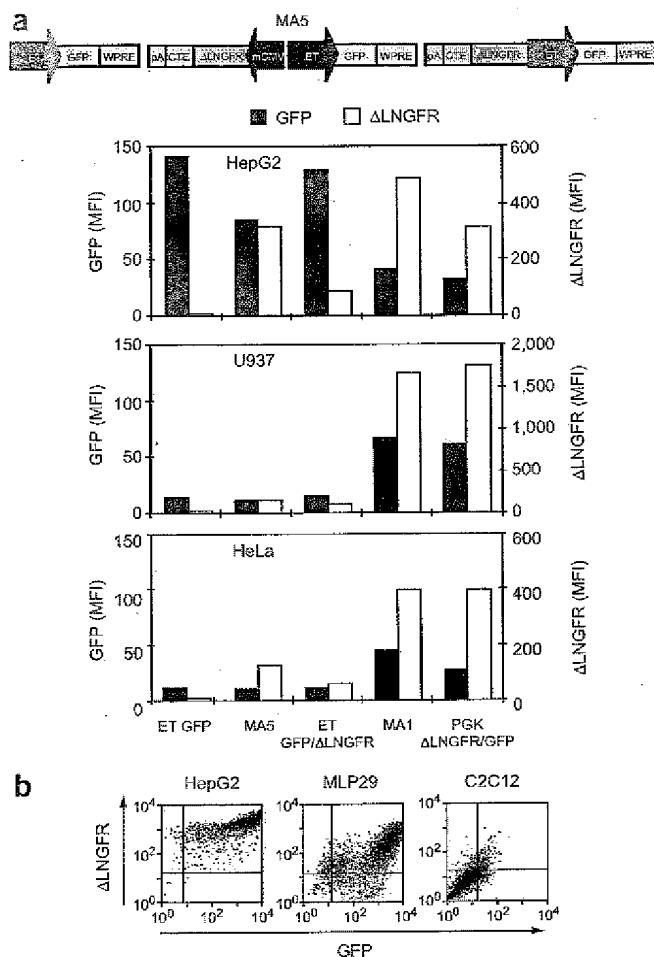 a
MA5
GFP WPRE pA CTE ΔLNGFR ET GFP WPRE pA CTE ΔLNGFR ET GFP WPRE
GFP ΔLNGFR
HepG2
GFP (MFI)
150
100
50
0
600
400
200
0
ΔLNGFR (MFI)
U937
GFP (MFI)
150
100
50
0
2,000
1,500
1,000
500
0
ΔLNGFR (MFI)
HeLa
GFP (MFI)
150
100
50
0
600
400
200
0
ΔLNGFR (MFI)
ET GFP MA5 ET MA1 PGK
GFP/ΔLNGFR ΔLNGFR/GFP
b
HepG2 MLP29 C2C12
ΔLNGFR
10⁴ 10⁴ 10⁴
10² 10² 10²
10⁰ 10⁰ 10⁰
10⁰ 10² 10⁴ 10⁰ 10² 10⁴ 10⁰ 10² 10⁴
GFP